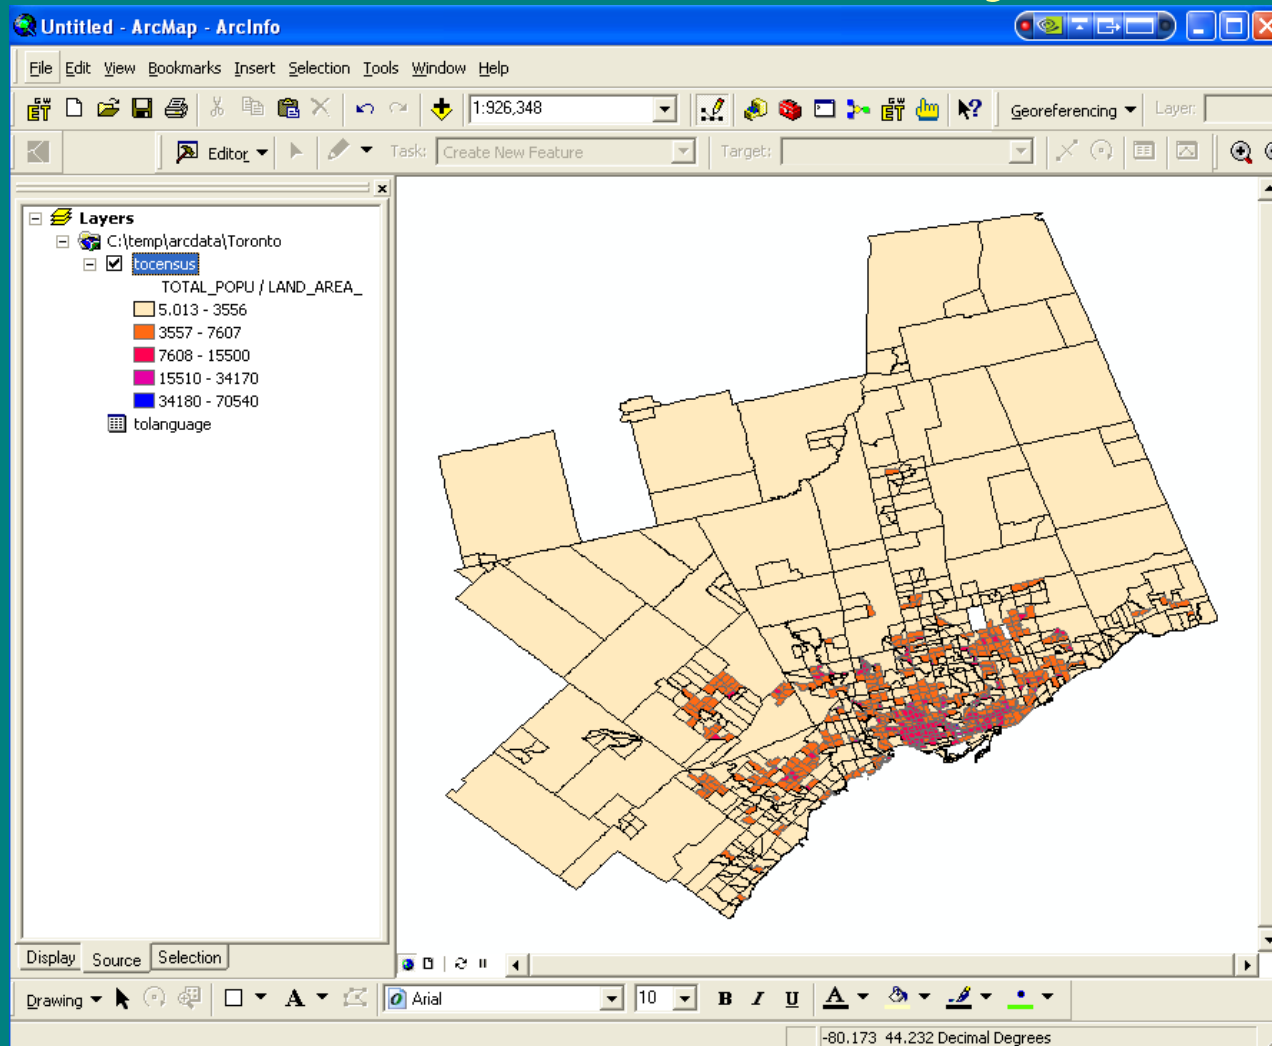 Untitled - ArcMap - ArcInfo
File Edit View Bookmarks Insert Selection Tools Window Help
1:926,348 Georeferencing Layer:
Editor Task: Create New Feature Target:
Layers
C:\temp\arcdata\Toronto
tocensus
TOTAL_POPU / LAND_AREA_
5.013 - 3556
3557 - 7607
7608 - 15500
15510 - 34170
34180 - 70540
tolanguage
Display Source Selection
Drawing A Arial 10 B I U A
-80.173 44.232 Decimal Degrees